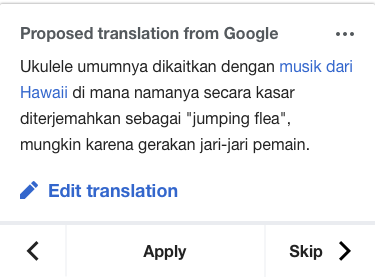 Proposed translation from Google
Ukulele umumnya dikaitkan dengan musik dari
Hawaii di mana namanya secara kasar
diterjemahkan sebagai "jumping flea",
mungkin karena gerakan jari-jari pemain.
Edit translation
Apply
Skip